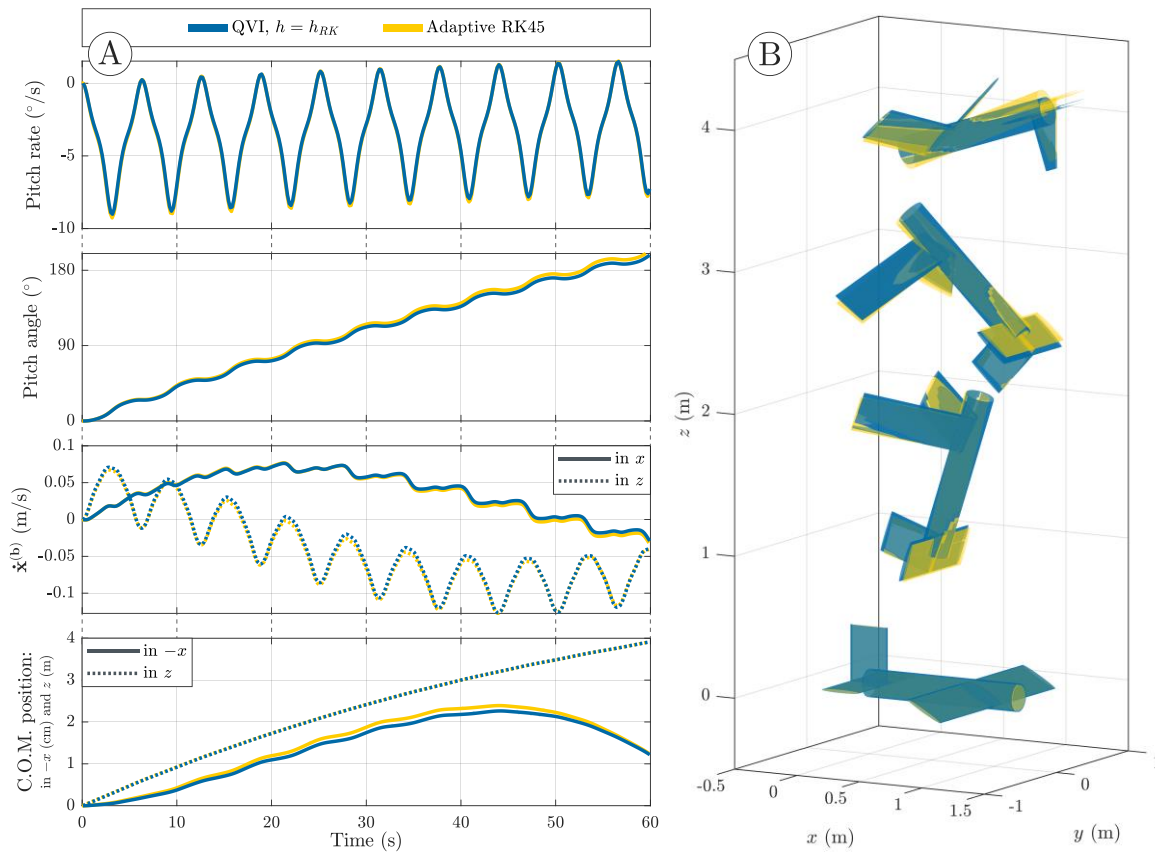 QVI, h = h_RK Adaptive RK45
A
B
Pitch rate (°/s)
0
-5
-10
Pitch angle (°)
180
90
0
ẋ⁽ᵇ⁾ (m/s)
0.1
0.05
0
-0.05
-0.1
in x
in z
C.O.M. position:
in −x (cm) and z (m)
4
3
2
1
0
in −x
in z
0 10 20 30 40 50 60
Time (s)
z (m)
4
3
2
1
0
-0.5 0 0.5 1 1.5
x (m)
-1 0
y (m)